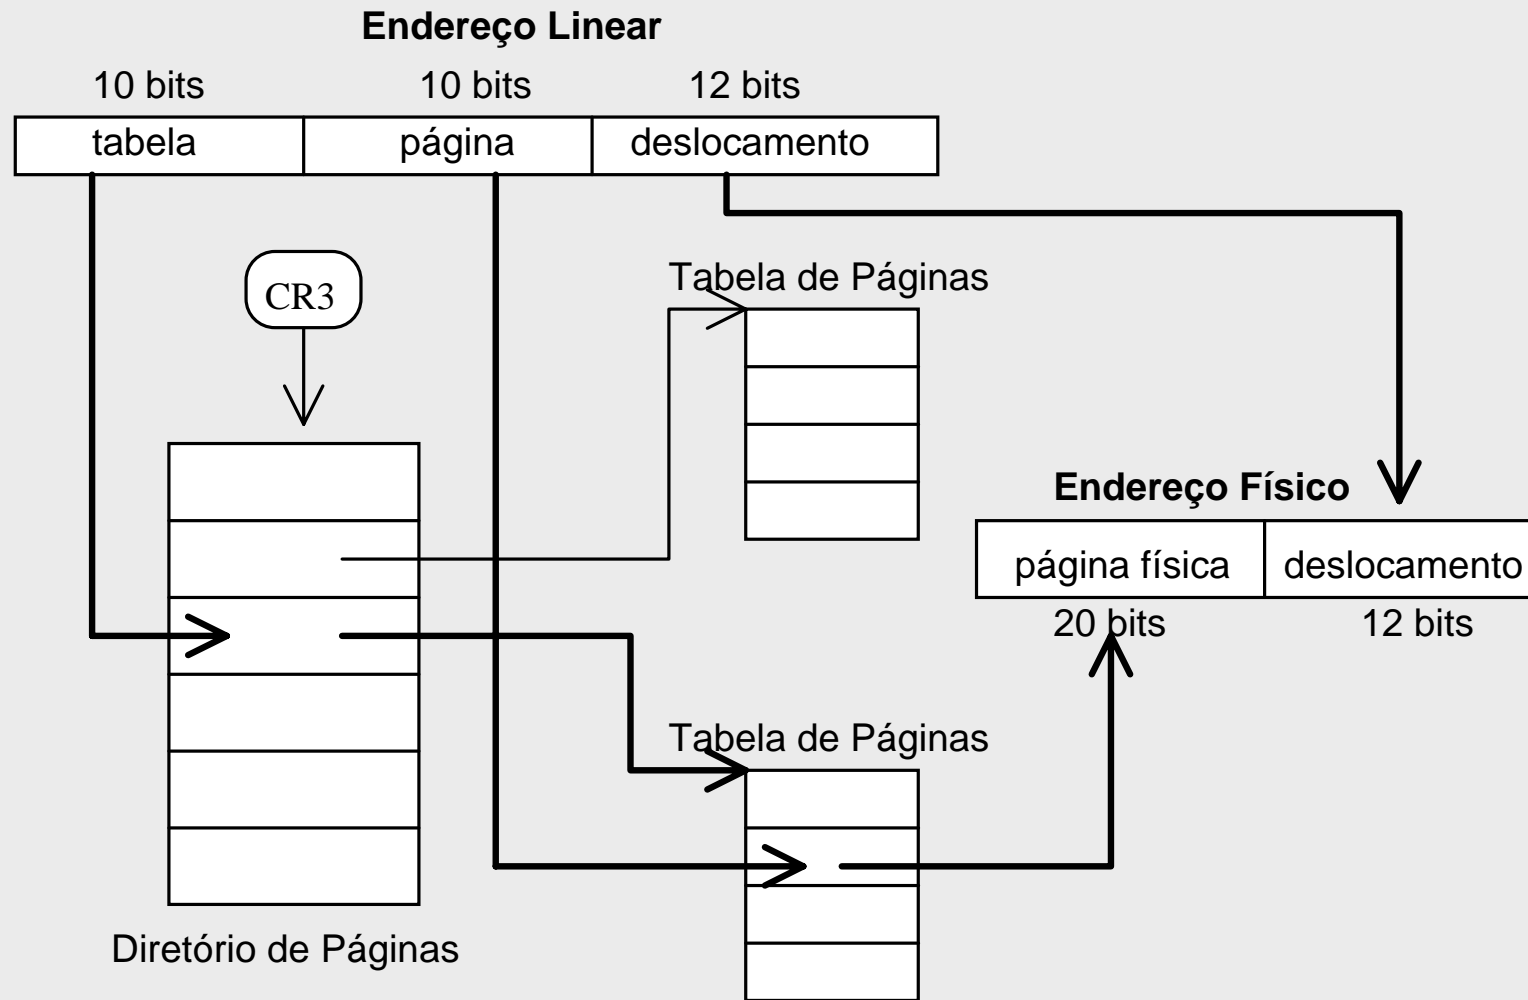 Endereço Linear
10 bits 10 bits 12 bits
tabela página deslocamento
CR3
Tabela de Páginas
Endereço Físico
página física deslocamento
20 bits 12 bits
Tabela de Páginas
Diretório de Páginas